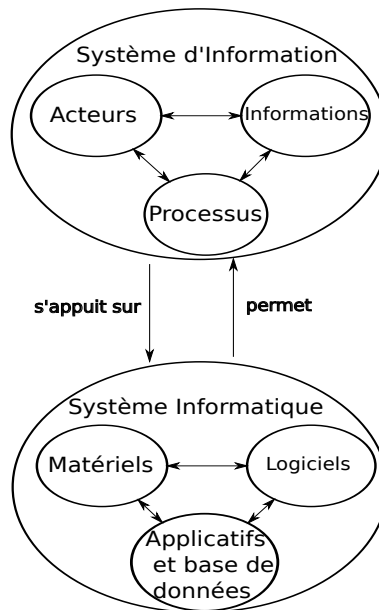 Système d'Information
Acteurs
Informations
Processus
s'appuit sur
permet
Système Informatique
Matériels
Logiciels
Applicatifs
et base de
données